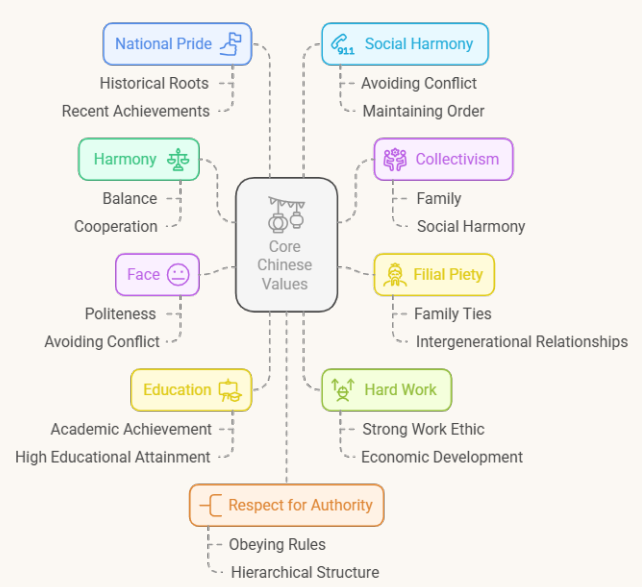 National Pride
Historical Roots
Recent Achievements
911
Social Harmony
Avoiding Conflict
Maintaining Order
Harmony
Balance
Cooperation
Collectivism
Family
Social Harmony
Core
Chinese
Values
Face
Politeness
Avoiding Conflict
Filial Piety
Family Ties
Intergenerational Relationships
Education
Academic Achievement
High Educational Attainment
Hard Work
Strong Work Ethic
Economic Development
Respect for Authority
Obeying Rules
Hierarchical Structure